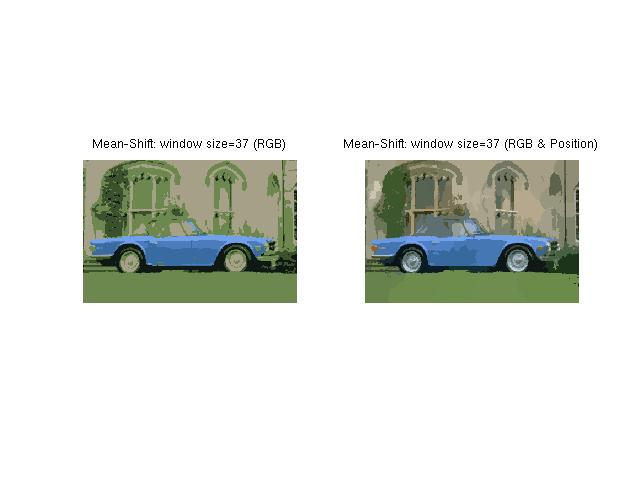 Mean-Shift: window size=37 (RGB)
Mean-Shift: window size=37 (RGB & Position)